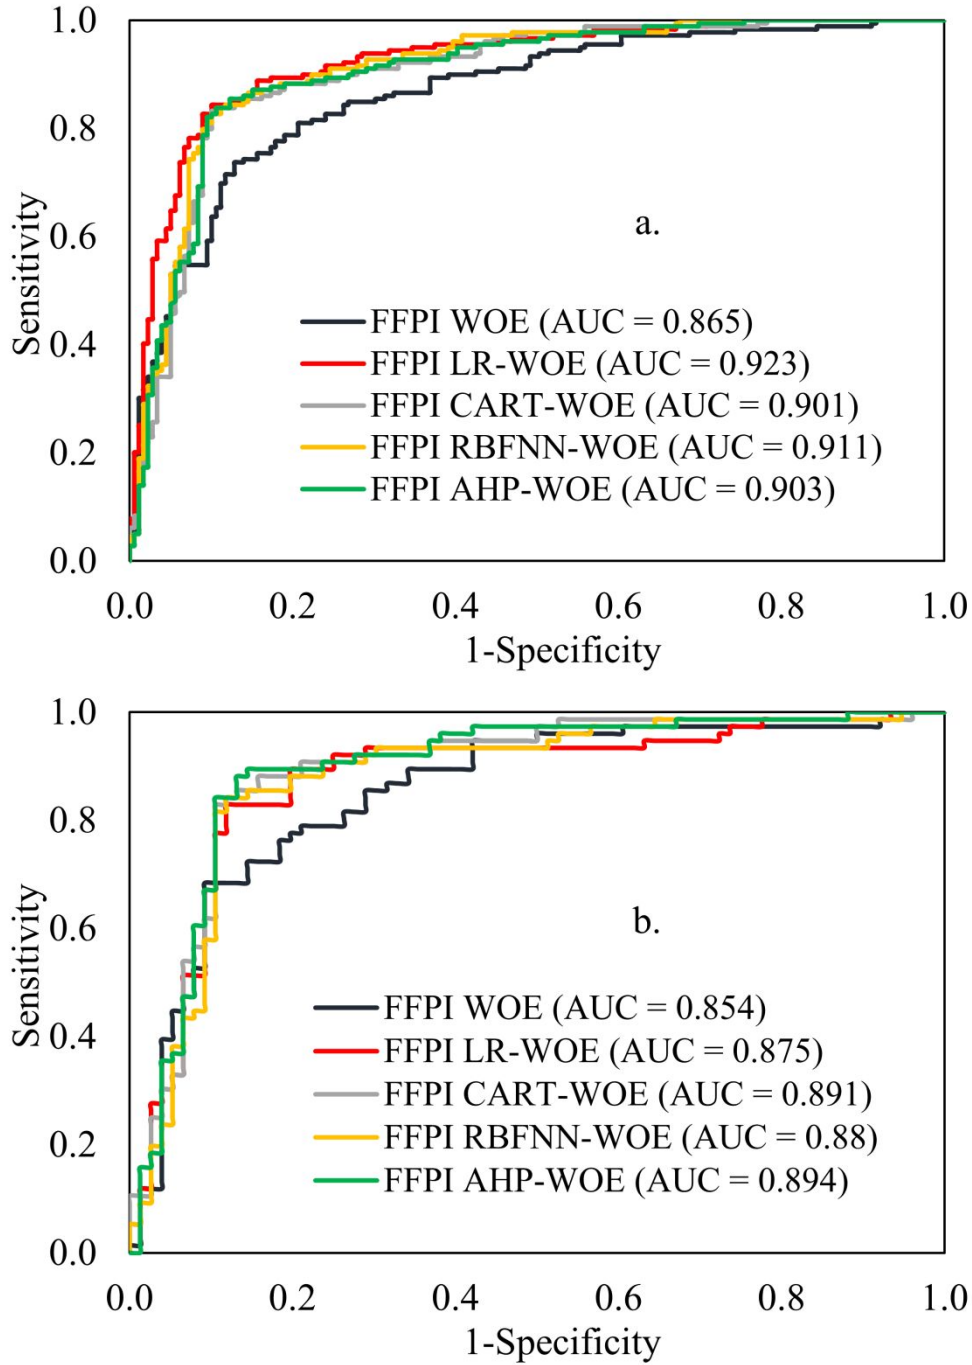 1.0
0.8
0.6
0.4
0.2
0.0
Sensitivity
a.
FFPI WOE (AUC = 0.865)
FFPI LR-WOE (AUC = 0.923)
FFPI CART-WOE (AUC = 0.901)
FFPI RBFNN-WOE (AUC = 0.911)
FFPI AHP-WOE (AUC = 0.903)
0.0 0.2 0.4 0.6 0.8 1.0
1-Specificity
1.0
0.8
0.6
0.4
0.2
0.0
Sensitivity
b.
FFPI WOE (AUC = 0.854)
FFPI LR-WOE (AUC = 0.875)
FFPI CART-WOE (AUC = 0.891)
FFPI RBFNN-WOE (AUC = 0.88)
FFPI AHP-WOE (AUC = 0.894)
0.0 0.2 0.4 0.6 0.8 1.0
1-Specificity